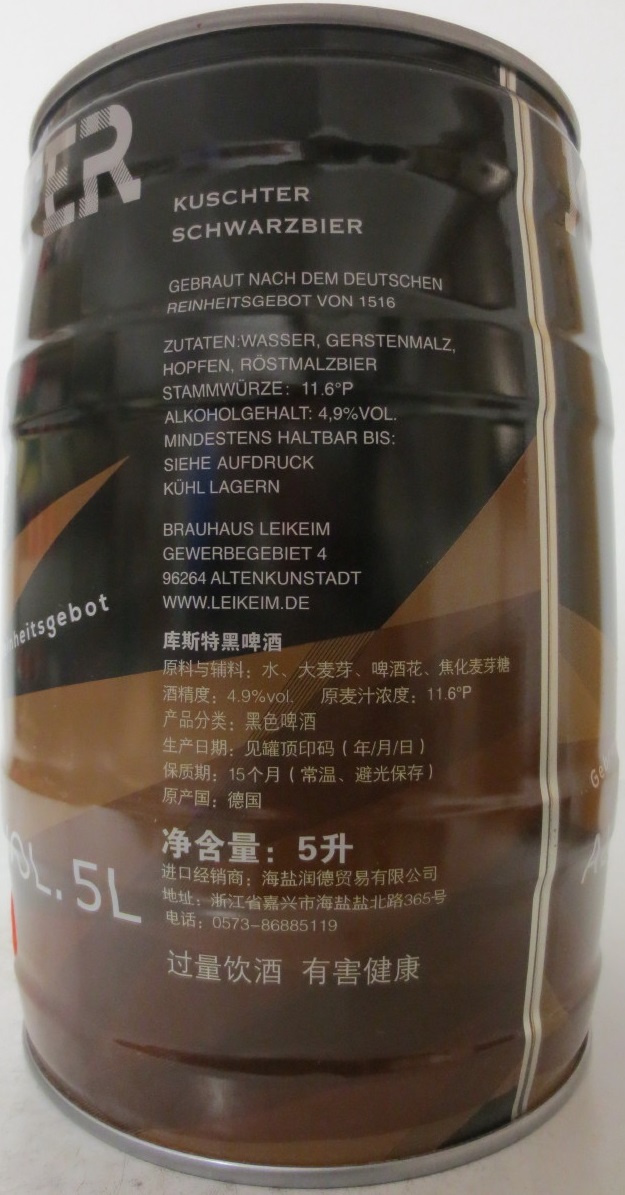 ER
KUSCHTER
SCHWARZBIER
GEBRAUT NACH DEM DEUTSCHEN
REINHEITSGEBOT VON 1516
ZUTATEN:WASSER, GERSTENMALZ,
HOPFEN, RÖSTMALZBIER
STAMMWÜRZE: 11.6°P
ALKOHOLGEHALT: 4,9%VOL.
MINDESTENS HALTBAR BIS:
SIEHE AUFDRUCK
KÜHL LAGERN
BRAUHAUS LEIKEIM
GEWERBEGEBIET 4
96264 ALTENKUNSTADT
WWW.LEIKEIM.DE
nheitsgebot
库斯特黑啤酒
原料与辅料：水、大麦芽、啤酒花、焦化麦芽糖
酒精度：4.9%vol. 原麦汁浓度：11.6°P
产品分类：黑色啤酒
生产日期：见罐顶印码（年/月/日）
保质期：15个月（常温、避光保存）
原产国：德国
净含量：5升
OL. 5L
进口经销商：海盐润德贸易有限公司
地址：浙江省嘉兴市海盐盐北路365号
电话：0573-86885119
过量饮酒 有害健康
Ge
A